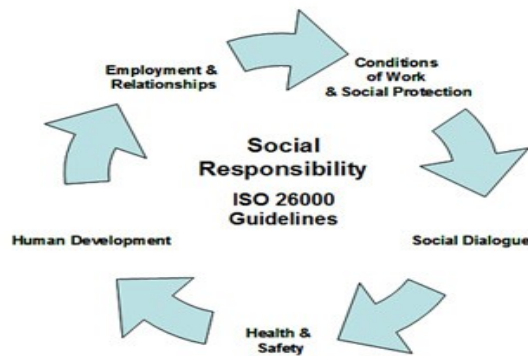 Employment &
Relationships
Conditions
of Work
& Social Protection
Social
Responsibility
ISO 26000
Guidelines
Human Development
Social Dialogue
Health &
Safety